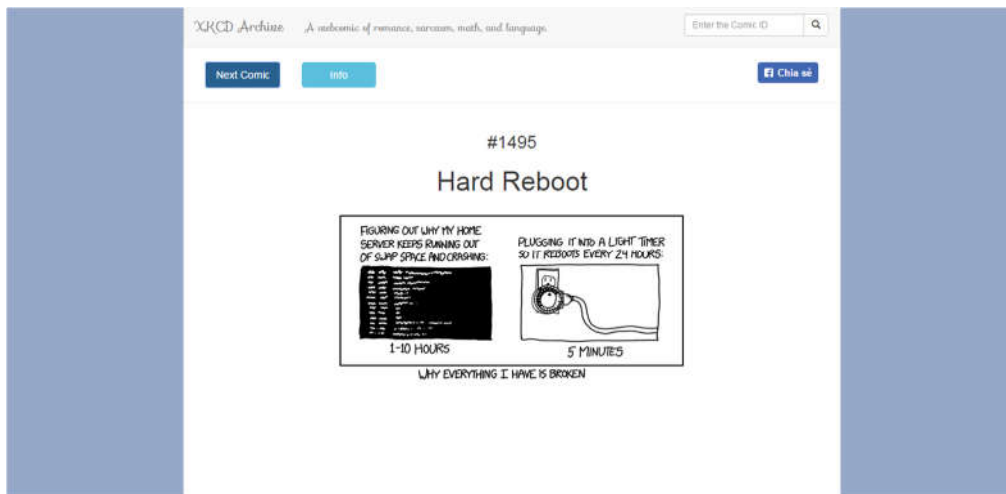 XKCD Archive
A webcomic of romance, sarcasm, math, and language.
Enter the Comic ID
Next Comic
Info
Chia sẻ
#1495
Hard Reboot
FIGURING OUT WHY MY HOME
SERVER KEEPS RUNNING OUT
OF SWAP SPACE AND CRASHING:
1-10 HOURS
PLUGGING IT INTO A LIGHT TIMER
SO IT REBOOTS EVERY 24 HOURS:
5 MINUTES
WHY EVERYTHING I HAVE IS BROKEN